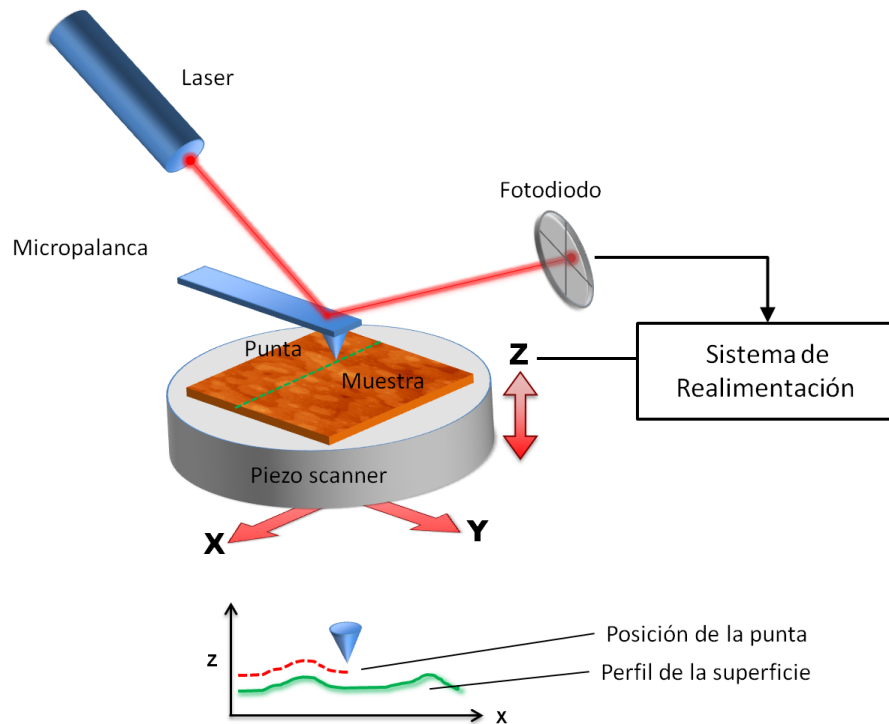 Laser
Fotodiodo
Micropalanca
Punta
Muestra
Z
Sistema de
Realimentación
Piezo scanner
X
Y
Z
Posición de la punta
Perfil de la superficie
X